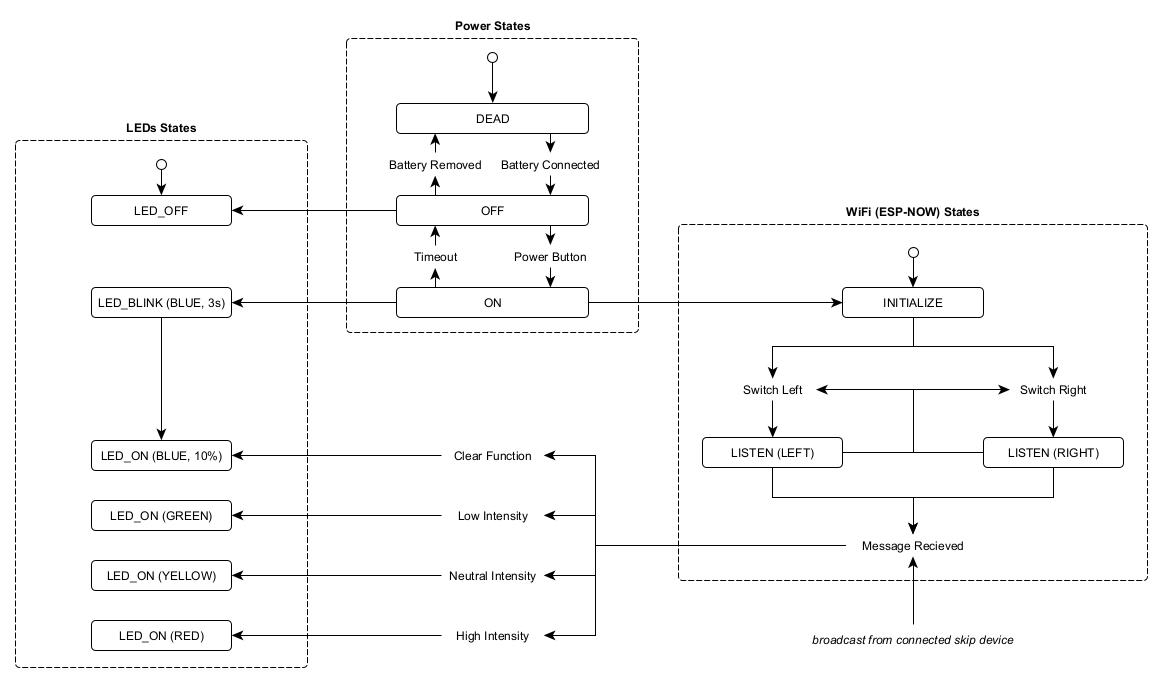 Power States
DEAD
Battery Removed
Battery Connected
OFF
Timeout
Power Button
ON
LEDs States
LED_OFF
LED_BLINK (BLUE, 3s)
LED_ON (BLUE, 10%)
LED_ON (GREEN)
LED_ON (YELLOW)
LED_ON (RED)
Clear Function
Low Intensity
Neutral Intensity
High Intensity
WiFi (ESP-NOW) States
INITIALIZE
Switch Left
Switch Right
LISTEN (LEFT)
LISTEN (RIGHT)
Message Recieved
broadcast from connected skip device